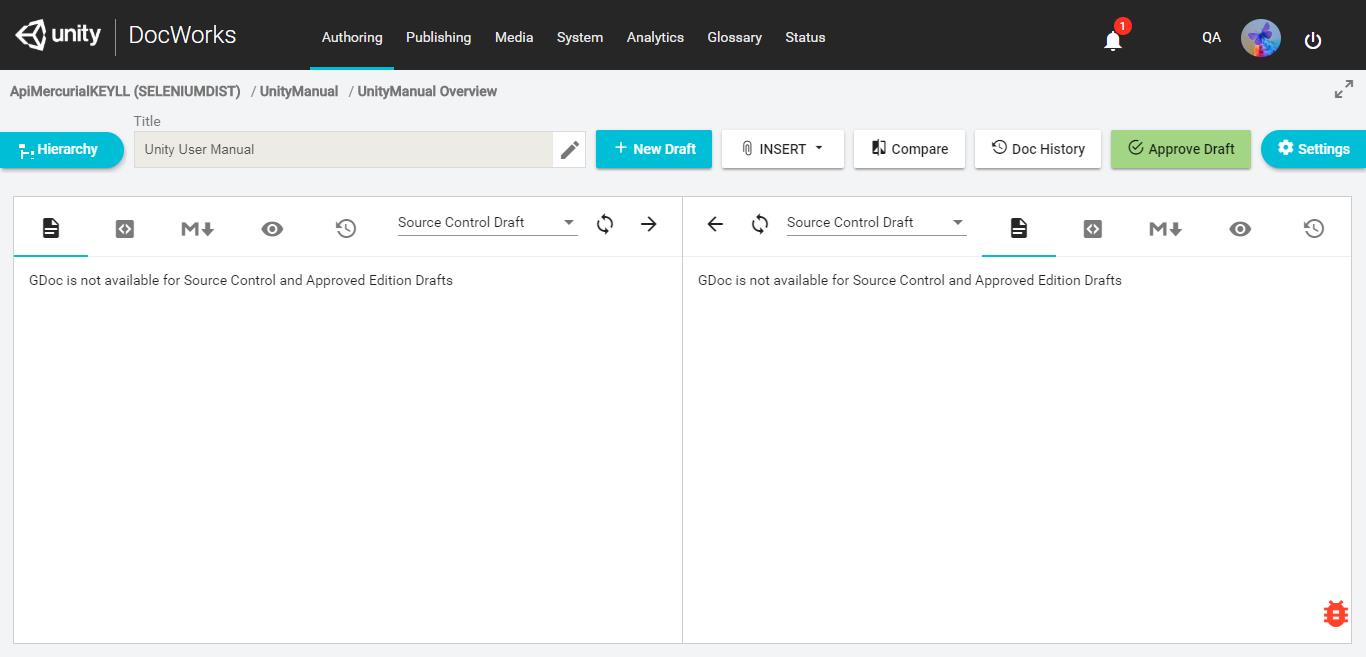 unity DocWorks Authoring Publishing Media System Analytics Glossary Status 1 QA
ApiMercurialKEYLL (SELENIUMDIST) / UnityManual / UnityManual Overview
Title
Hierarchy Unity User Manual + New Draft INSERT Compare Doc History Approve Draft Settings
M Source Control Draft Source Control Draft M
GDoc is not available for Source Control and Approved Edition Drafts GDoc is not available for Source Control and Approved Edition Drafts